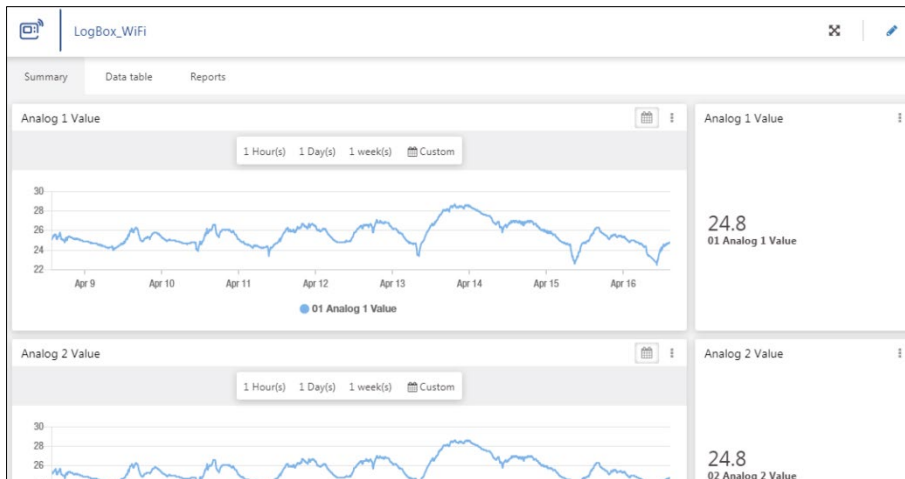 LogBox_WiFi
Summary Data table Reports
Analog 1 Value
1 Hour(s) 1 Day(s) 1 week(s) Custom
30
28
26
24
22
Apr 9 Apr 10 Apr 11 Apr 12 Apr 13 Apr 14 Apr 15 Apr 16
01 Analog 1 Value
Analog 1 Value
24.8
01 Analog 1 Value
Analog 2 Value
1 Hour(s) 1 Day(s) 1 week(s) Custom
30
28
26
Analog 2 Value
24.8
02 Analog 2 Value